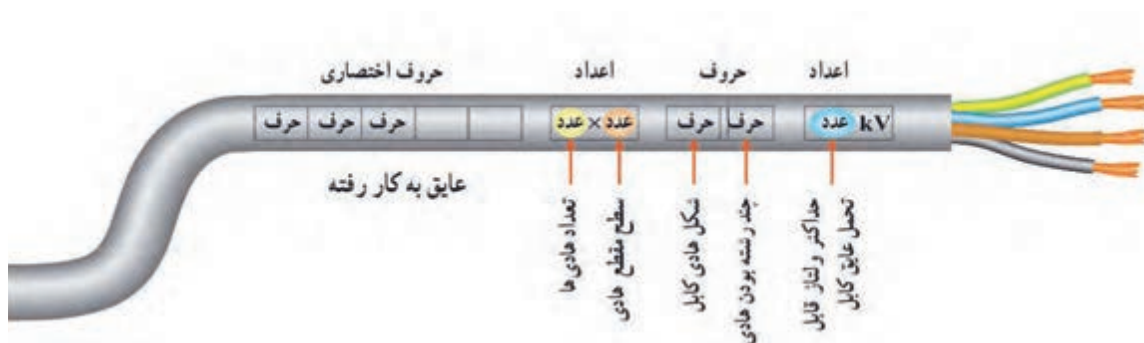 حروف اختصاری
اعداد
حروف
اعداد
حرف حرف حرف
عدد × عدد
حرف حرف
عدد kV
عایق به کار رفته
تعداد هادی‌ها
سطح مقطع هادی
شکل هادی کابل
چند رشته بودن هادی
حداکثر ولتاژ قابل
تحمل عایق کابل